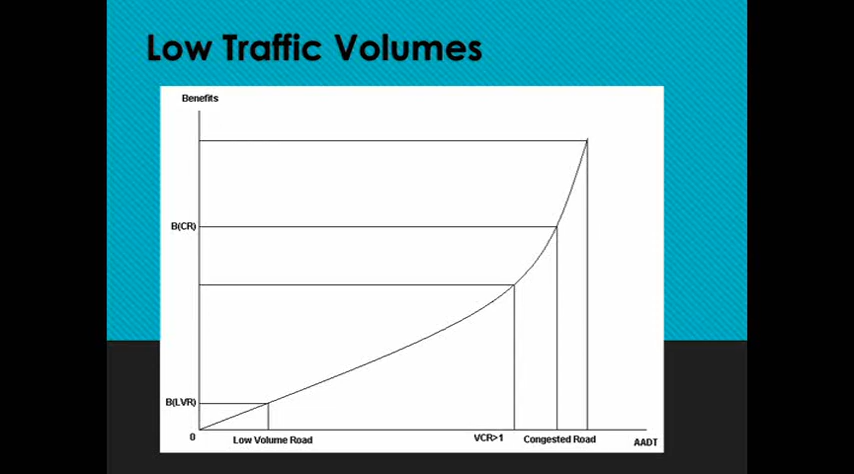 Low Traffic Volumes
Benefits
B(CR)
B(LVR)
0
Low Volume Road
VCR>1
Congested Road
AADT